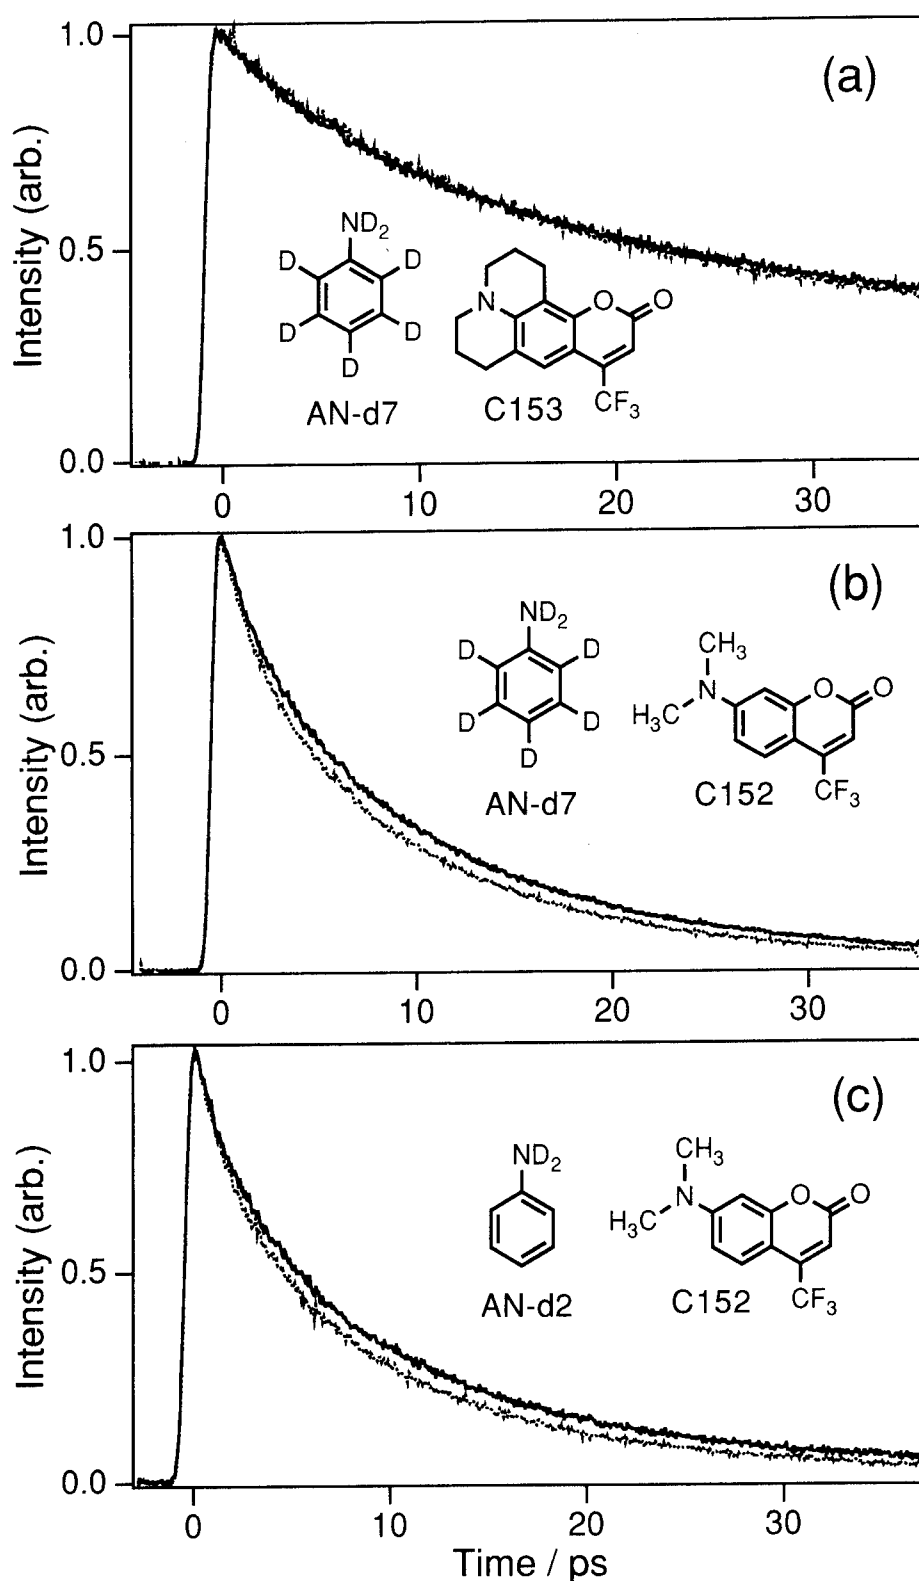 (a)
Intensity (arb.)
1.0
0.5
0.0
ND2
D D
D D
D
AN-d7
N
O O
CF3
C153
0 10 20 30
(b)
Intensity (arb.)
1.0
0.5
0.0
ND2
D D
D D
D
AN-d7
CH3
N
H3C
O O
CF3
C152
0 10 20 30
(c)
Intensity (arb.)
1.0
0.5
0.0
ND2
AN-d2
CH3
N
H3C
O O
CF3
C152
0 10 20 30
Time / ps